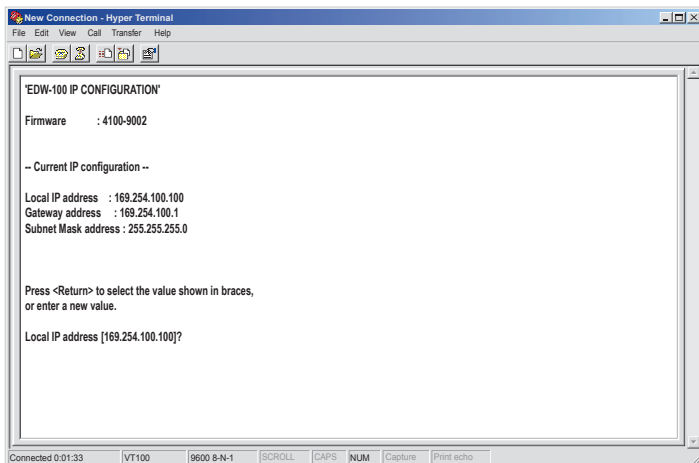 New Connection - Hyper Terminal
File Edit View Call Transfer Help
'EDW-100 IP CONFIGURATION'
Firmware : 4100-9002
-- Current IP configuration --
Local IP address : 169.254.100.100
Gateway address : 169.254.100.1
Subnet Mask address : 255.255.255.0
Press <Return> to select the value shown in braces,
or enter a new value.
Local IP address [169.254.100.100]?
Connected 0:01:33 VT100 9600 8-N-1 SCROLL CAPS NUM Capture Print echo